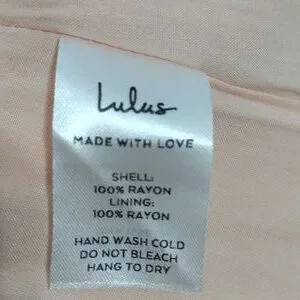 Lulus
MADE WITH LOVE
SHELL:
100% RAYON
LINING:
100% RAYON
HAND WASH COLD
DO NOT BLEACH
HANG TO DRY